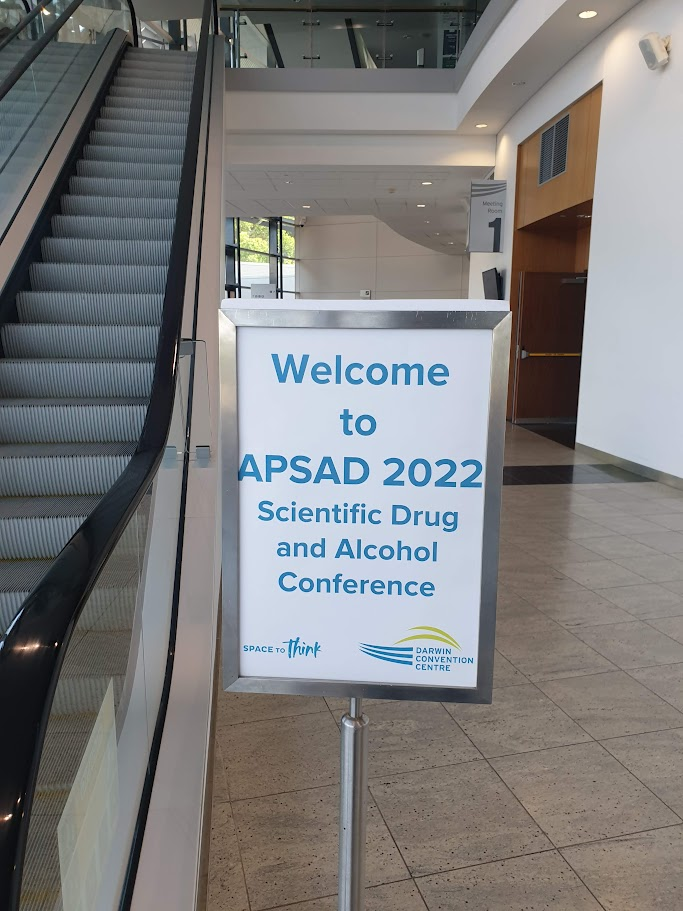 Meeting
Room
1
Welcome
to
APSAD 2022
Scientific Drug
and Alcohol
Conference
SPACE TO think
DARWIN
CONVENTION
CENTRE